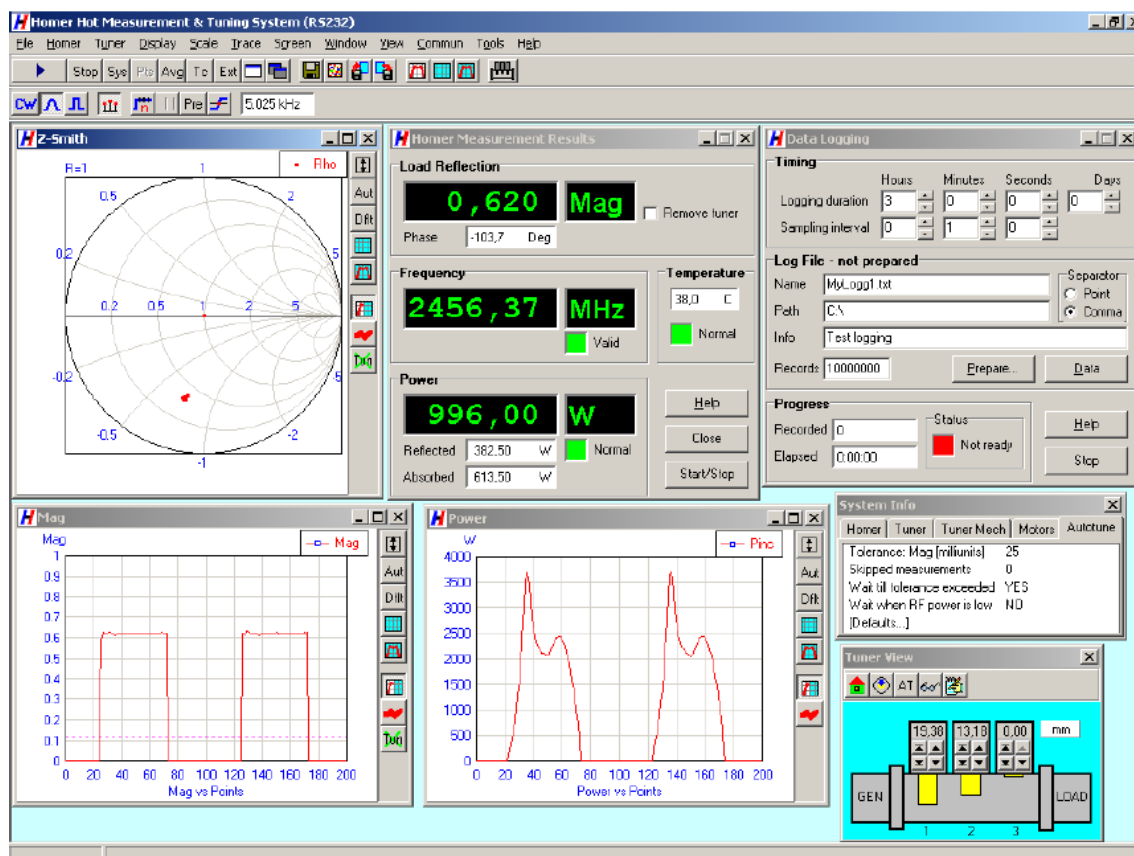 Homer Hot Measurement & Tuning System (RS232)
File Homer Tuner Display Scale Trace Screen Window View Commun Tools Help
Stop Sys Pts Avg Tc Ext
CW Pre 5.025 kHz
Z-Smith
R=1 1 Rho
0.5 2
0.2 5
0.2 0.5 1 2 5
-0.2 -5
-0.5 -2
-1
Aut
Dflt
Tun
Homer Measurement Results
Load Reflection
0,620 Mag
Remove tuner
Phase -103,7 Deg
Frequency
2456,37 MHz
Valid
Temperature
38,0 C
Normal
Power
996,00 W
Reflected 382.50 W Normal
Absorbed 613.50 W
Help
Close
Start/Stop
Data Logging
Timing
Hours Minutes Seconds Days
Logging duration 3 0 0 0
Sampling interval 0 1 0
Log File - not prepared
Name MyLogg1.txt
Path C:\
Info Test logging
Separator
Point
Comma
Records 10000000 Prepare... Data
Progress
Recorded 0
Elapsed 0:00:00
Status
Not ready
Help
Stop
Mag
Mag
Mag
1
0.9
0.8
0.7
0.6
0.5
0.4
0.3
0.2
0.1
0
0 20 40 60 80 100 120 140 160 180 200
Mag vs Points
Aut
Dflt
Tun
Power
W
Pinc
4000
3500
3000
2500
2000
1500
1000
500
0
0 20 40 60 80 100 120 140 160 180 200
Power vs Points
Aut
Dflt
System Info
Homer Tuner Tuner Mech Motors Autotune
Tolerance: Mag [milliunits] 25
Skipped measurements 0
Wait till tolerance exceeded YES
Wait when RF power is low NO
[Defaults...]
Tuner View
AT
19,38 13,18 0,00 mm
GEN LOAD
1 2 3